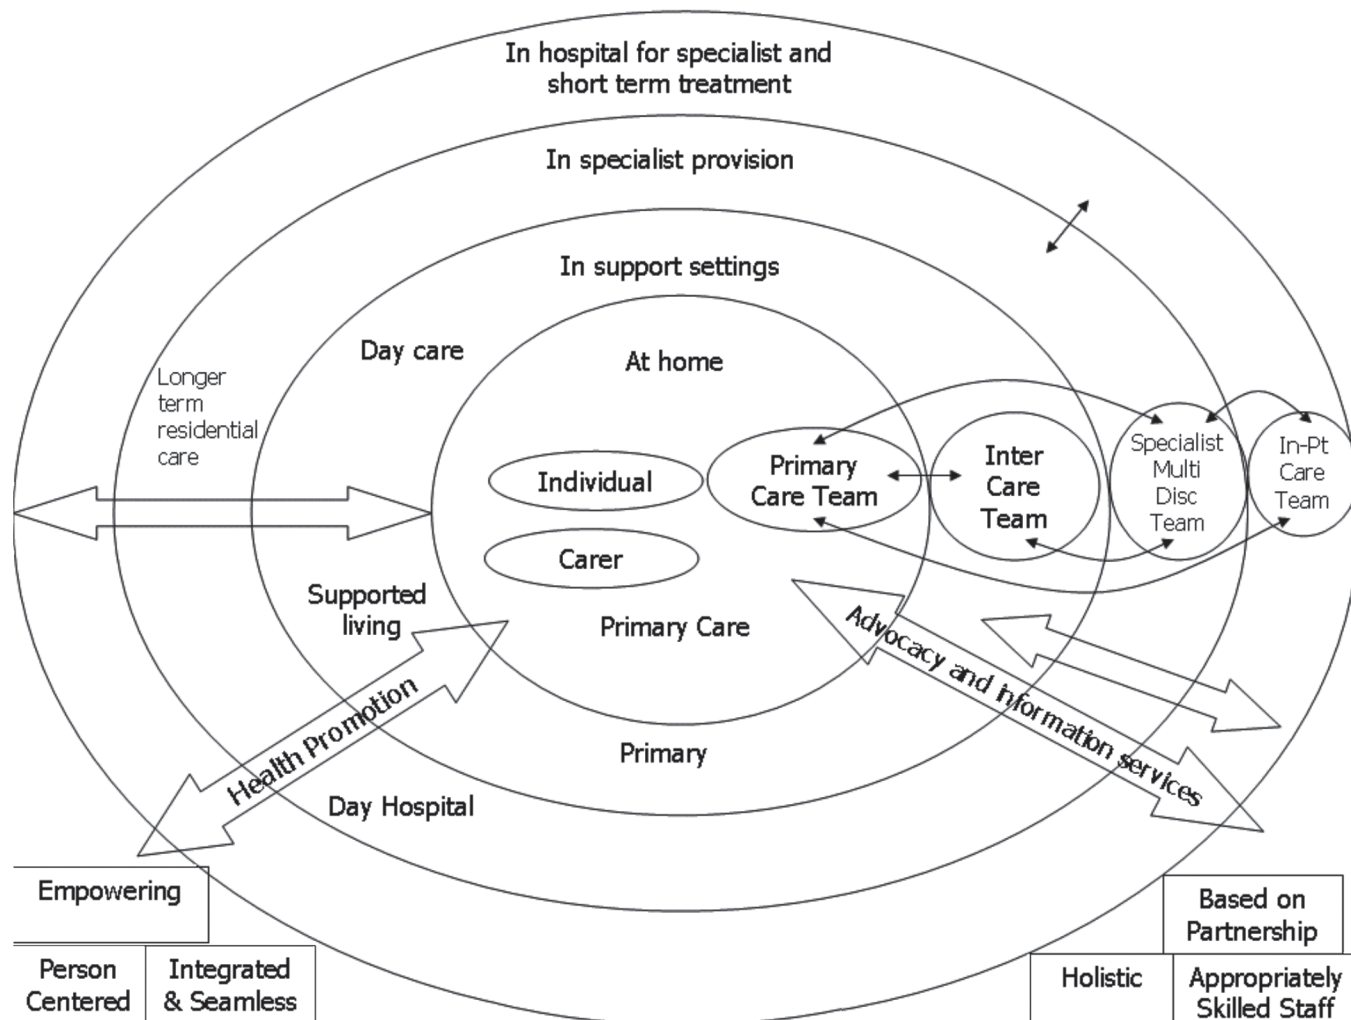 In hospital for specialist and
short term treatment
In specialist provision
In support settings
Day care
At home
Longer
term
residential
care
Individual
Carer
Primary
Care Team
Inter
Care
Team
Specialist
Multi
Disc
Team
In-Pt
Care
Team
Supported
living
Primary Care
Health Promotion
Advocacy and information services
Primary
Day Hospital
Empowering
Person
Centered
Integrated
& Seamless
Based on
Partnership
Holistic
Appropriately
Skilled Staff